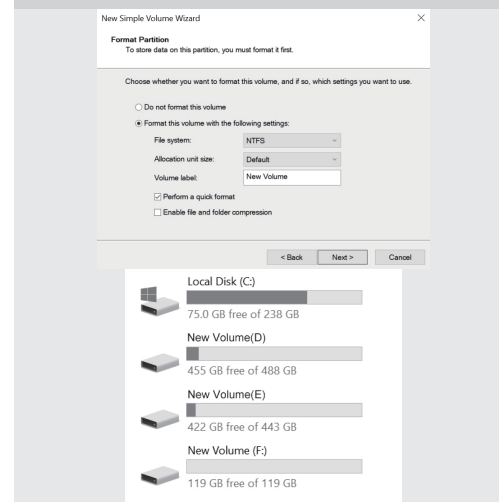 New Simple Volume Wizard
Format Partition
To store data on this partition, you must format it first.
Choose whether you want to format this volume, and if so, which settings you want to use.
Do not format this volume
Format this volume with the following settings:
File system: NTFS
Allocation unit size: Default
Volume label: New Volume
Perform a quick format
Enable file and folder compression
< Back Next > Cancel
Local Disk (C:)
75.0 GB free of 238 GB
New Volume(D)
455 GB free of 488 GB
New Volume(E)
422 GB free of 443 GB
New Volume (F:)
119 GB free of 119 GB